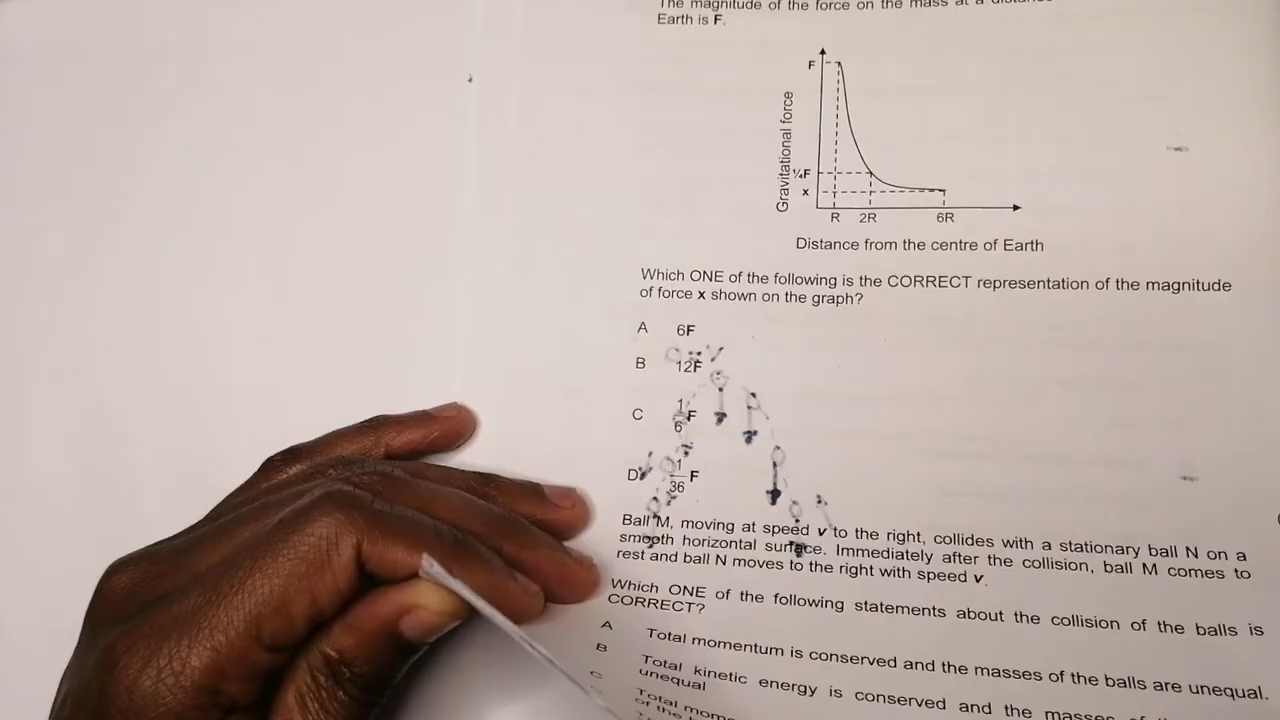 The magnitude of the force on the mass at a
Earth is F.
F
Gravitational force
¼F
x
R 2R 6R
Distance from the centre of Earth
Which ONE of the following is the CORRECT representation of the magnitude
of force x shown on the graph?
A 6F
B 12F
C 1/6 F
D 1/36 F
Ball M, moving at speed v to the right, collides with a stationary ball N on a
smooth horizontal surface. Immediately after the collision, ball M comes to
rest and ball N moves to the right with speed v.
Which ONE of the following statements about the collision of the balls is
CORRECT?
A Total momentum is conserved and the masses of the balls are unequal.
B Total kinetic energy is conserved and the masses
unequal
C Total
of the